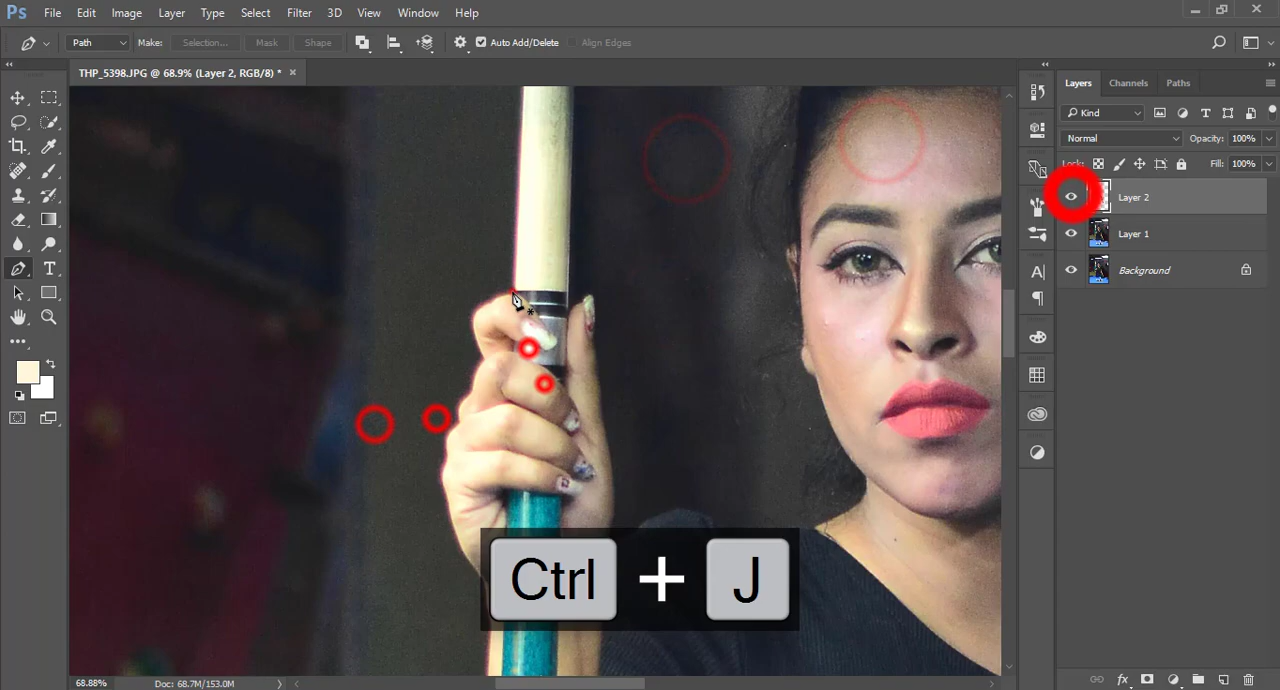 Ps File Edit Image Layer Type Select Filter 3D View Window Help
Path Make: Selection... Mask Shape Auto Add/Delete Align Edges
THP_5398.JPG @ 68.9% (Layer 2, RGB/8) * ×
Layers Channels Paths
Kind
Normal Opacity: 100%
Lock: Fill: 100%
Layer 2
Layer 1
Background
Ctrl + J
68.88% Doc: 68.7M/153.0M